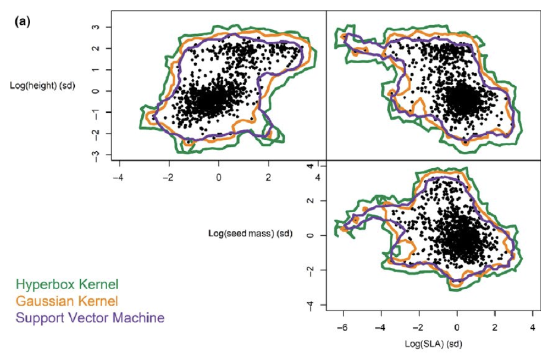 (a)
3
2
Log(height) (sd)
1
0
−1
−2
−3
−4 −2 0 2 4
4
2
Log(seed mass) (sd)
0
−2
−4
Hyperbox Kernel
Gaussian Kernel
Support Vector Machine
−6 −4 −2 0 2 4
Log(SLA) (sd)